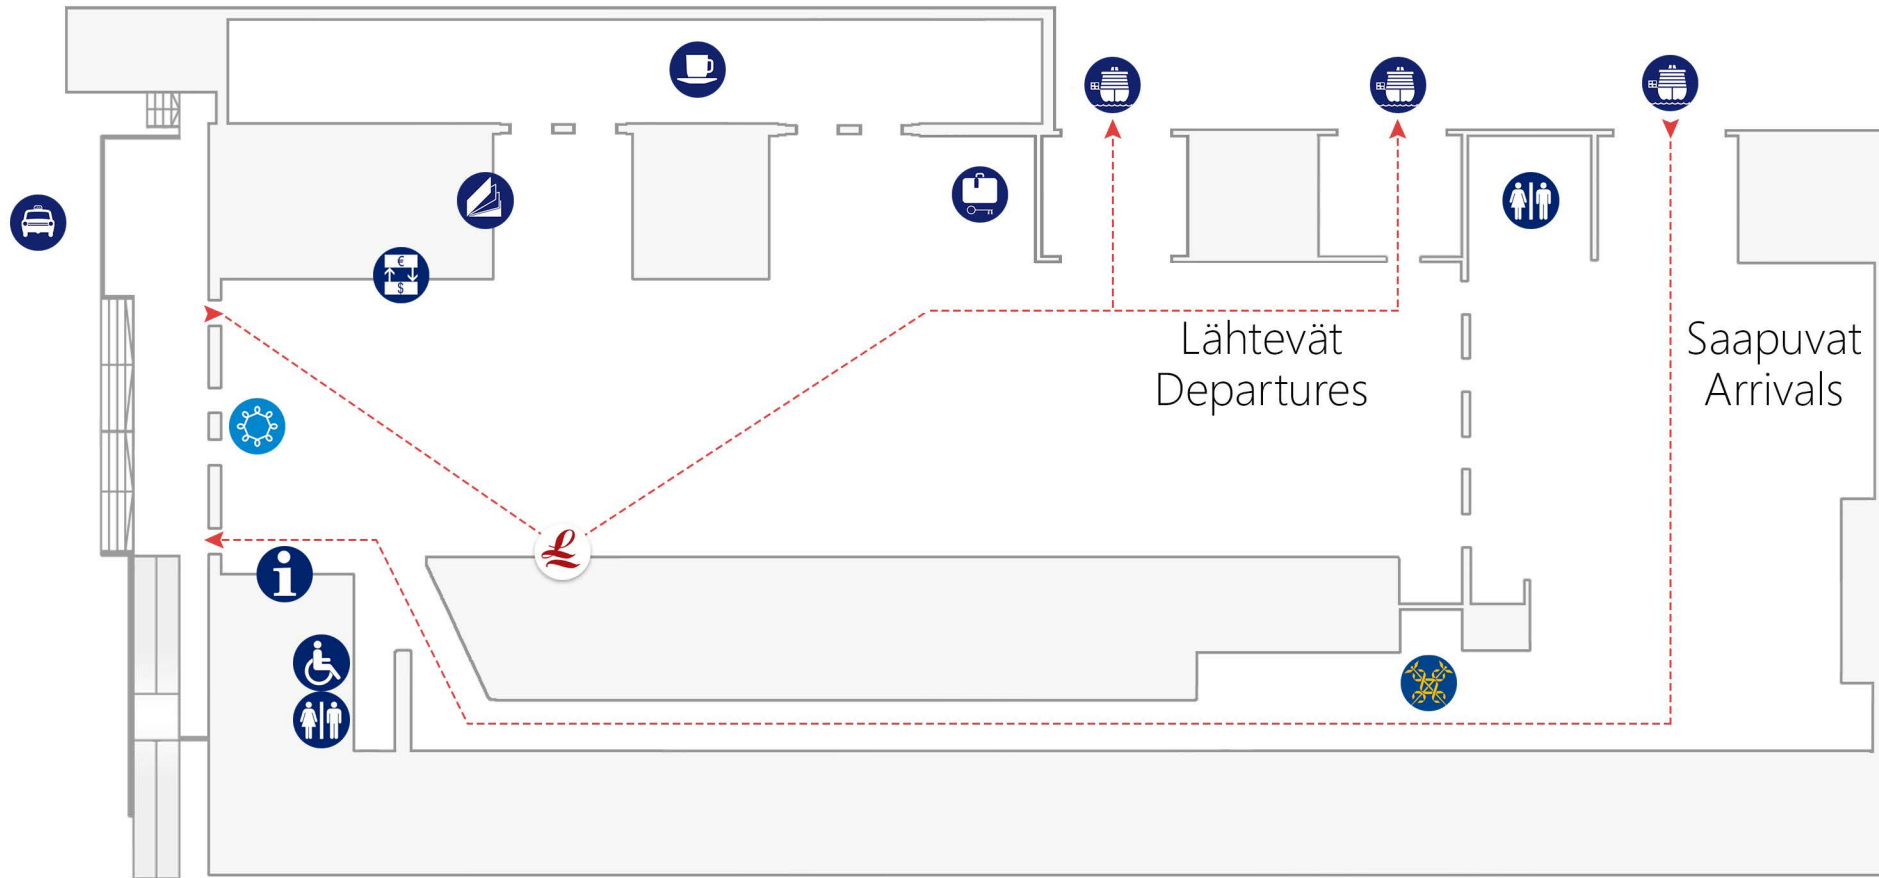 €
$
Lähtevät
Departures
Saapuvat
Arrivals
i
L